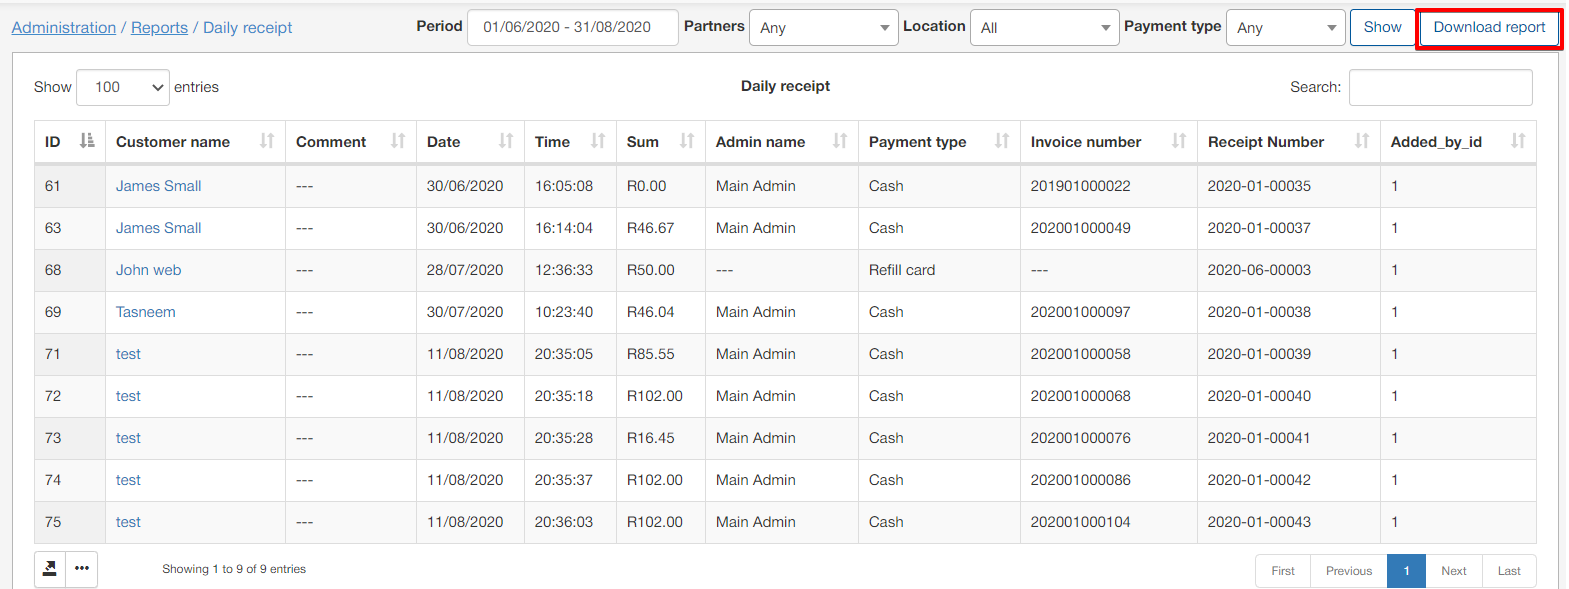 Administration / Reports / Daily receipt Period 01/06/2020 - 31/08/2020 Partners Any Location All Payment type Any Show Download report
Show 100 entries Daily receipt Search:
ID Customer name Comment Date Time Sum Admin name Payment type Invoice number Receipt Number Added_by_id
61 James Small --- 30/06/2020 16:05:08 R0.00 Main Admin Cash 201901000022 2020-01-00035 1
63 James Small --- 30/06/2020 16:14:04 R46.67 Main Admin Cash 202001000049 2020-01-00037 1
68 John web --- 28/07/2020 12:36:33 R50.00 --- Refill card --- 2020-06-00003 1
69 Tasneem --- 30/07/2020 10:23:40 R46.04 Main Admin Cash 202001000097 2020-01-00038 1
71 test --- 11/08/2020 20:35:05 R85.55 Main Admin Cash 202001000058 2020-01-00039 1
72 test --- 11/08/2020 20:35:18 R102.00 Main Admin Cash 202001000068 2020-01-00040 1
73 test --- 11/08/2020 20:35:28 R16.45 Main Admin Cash 202001000076 2020-01-00041 1
74 test --- 11/08/2020 20:35:37 R102.00 Main Admin Cash 202001000086 2020-01-00042 1
75 test --- 11/08/2020 20:36:03 R102.00 Main Admin Cash 202001000104 2020-01-00043 1
Showing 1 to 9 of 9 entries First Previous 1 Next Last